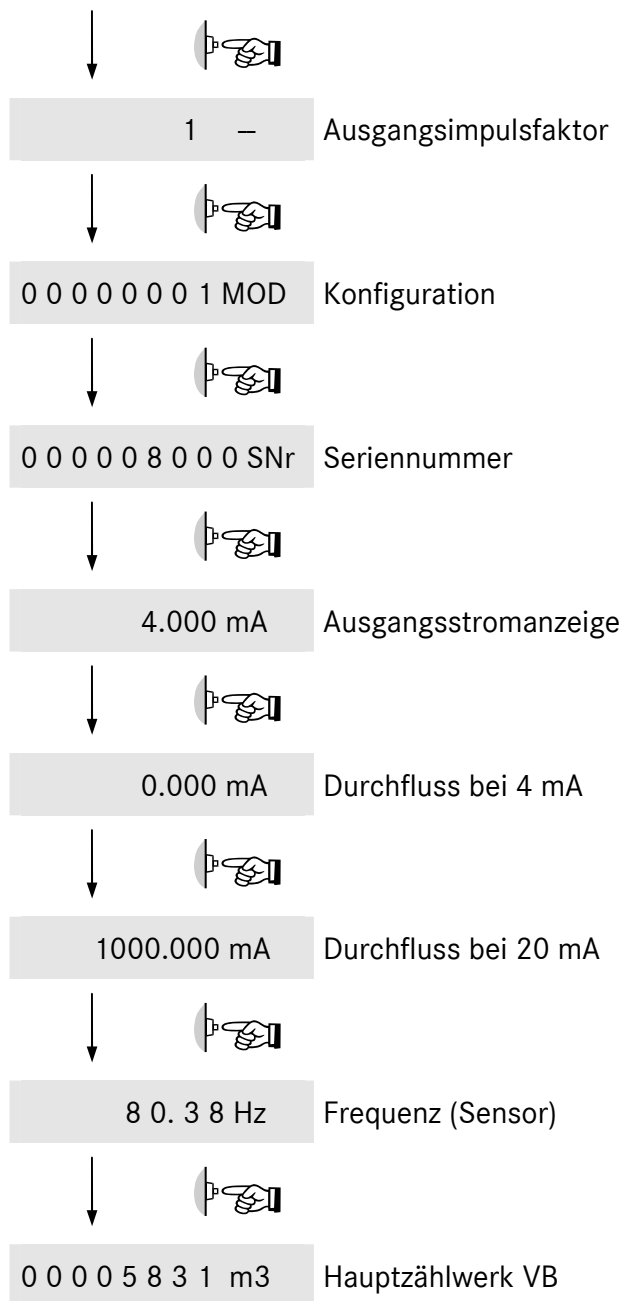 1 – Ausgangsimpulsfaktor
0 0 0 0 0 0 0 1 MOD Konfiguration
0 0 0 0 0 8 0 0 0 SNr Seriennummer
4.000 mA Ausgangsstromanzeige
0.000 mA Durchfluss bei 4 mA
1000.000 mA Durchfluss bei 20 mA
8 0. 3 8 Hz Frequenz (Sensor)
0 0 0 0 5 8 3 1 m3 Hauptzählwerk VB